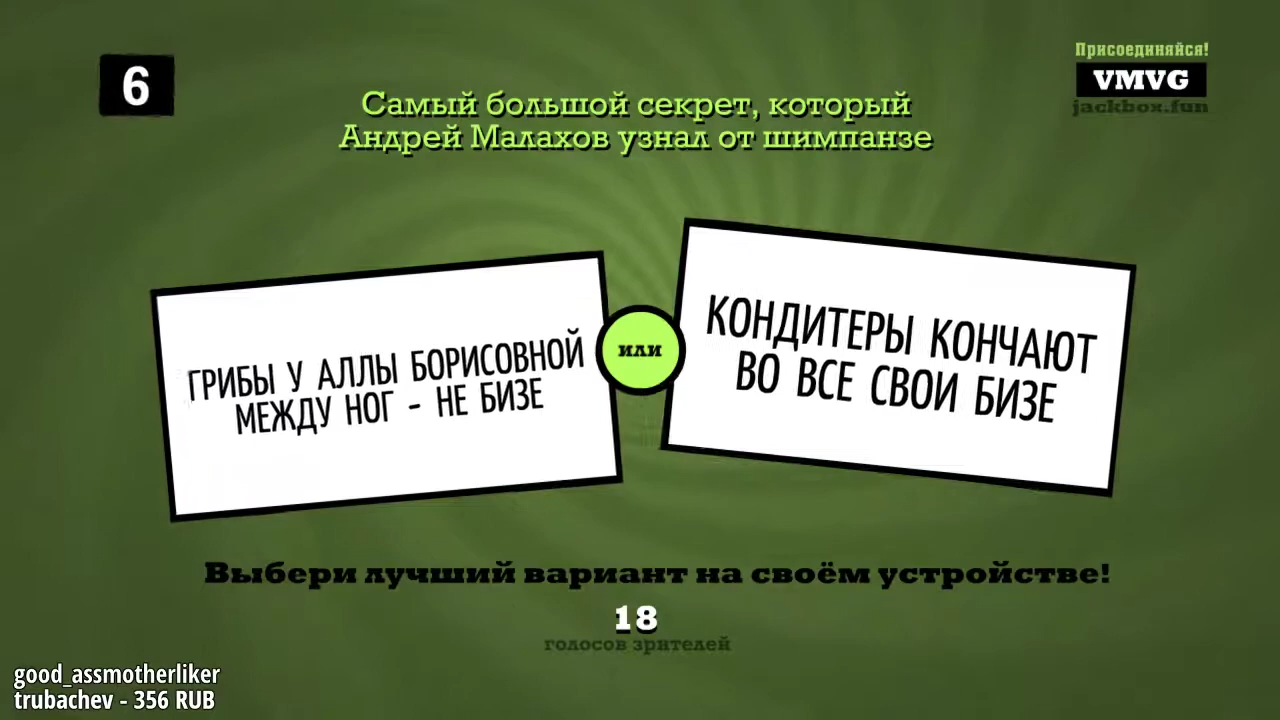 6
Присоединяйся!
VMVG
jackbox.fun
Самый большой секрет, который
Андрей Малахов узнал от шимпанзе
ГРИБЫ У АЛЛЫ БОРИСОВНОЙ
МЕЖДУ НОГ - НЕ БИЗЕ
или
КОНДИТЕРЫ КОНЧАЮТ
ВО ВСЕ СВОИ БИЗЕ
Выбери лучший вариант на своём устройстве!
18
голосов зрителей
good_assmotherliker
trubachev - 356 RUB